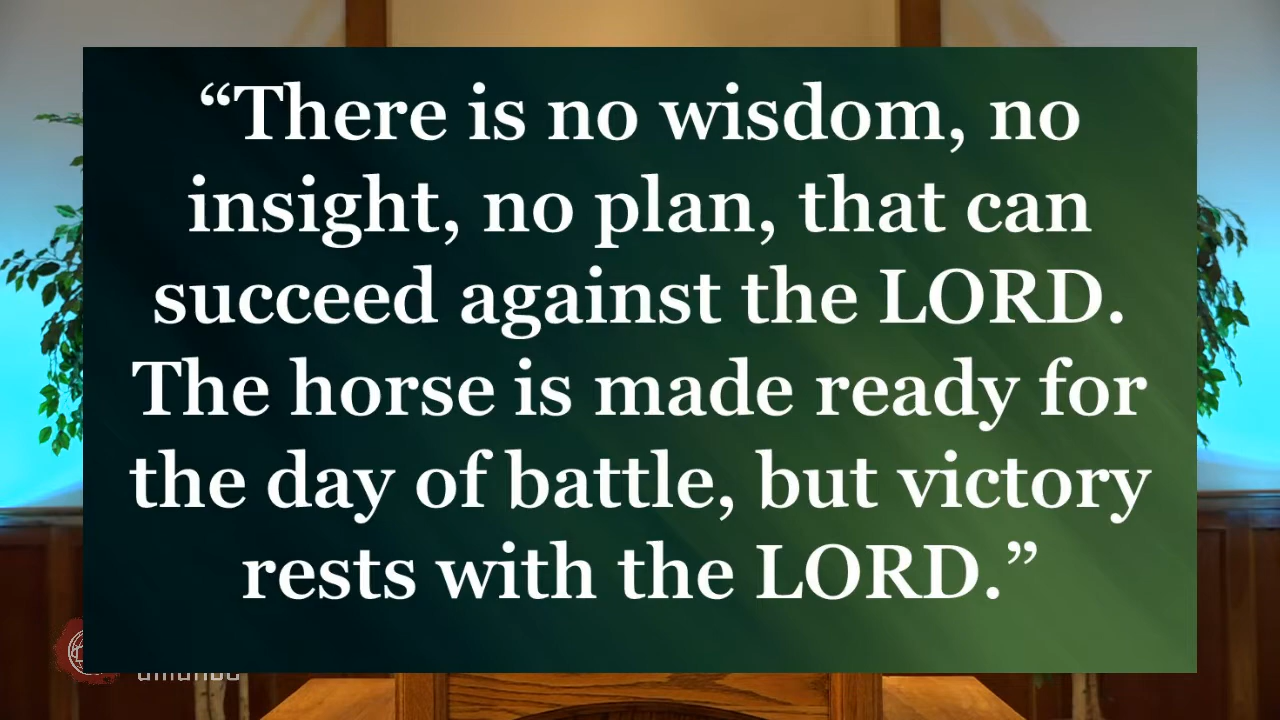 “There is no wisdom, no
insight, no plan, that can
succeed against the LORD.
The horse is made ready for
the day of battle, but victory
rests with the LORD.”